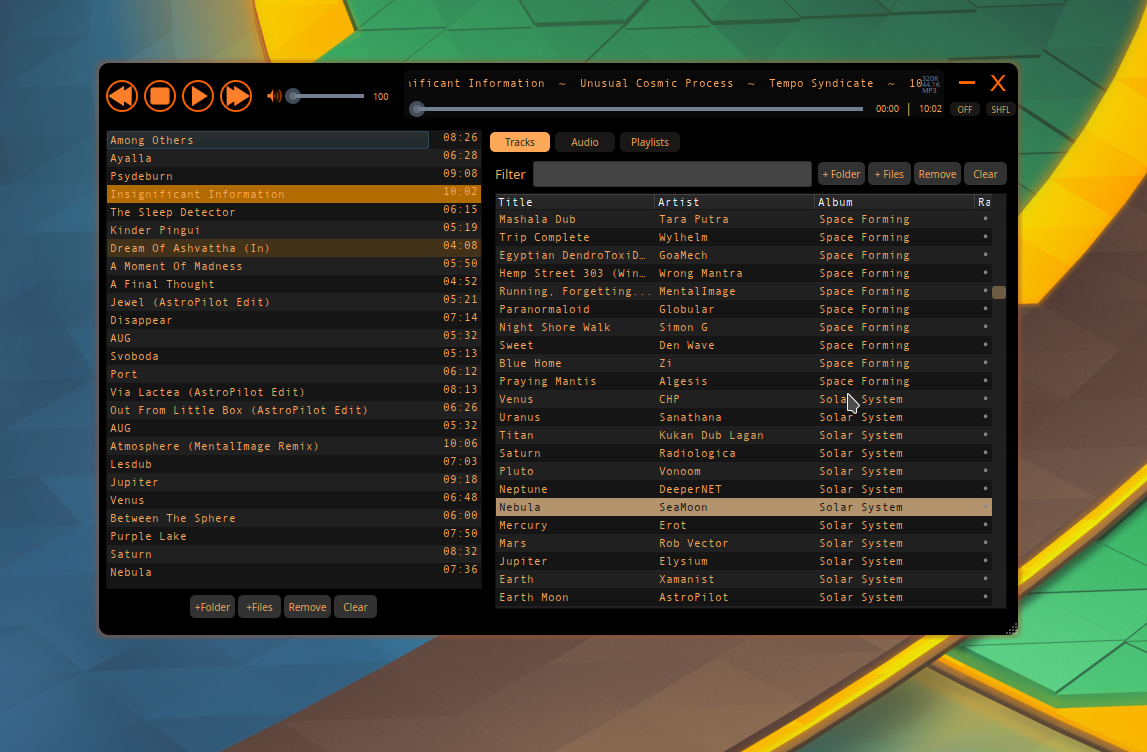 100
nificant Information ~ Unusual Cosmic Process ~ Tempo Syndicate ~ 10
320K
44,1K
MP3
X
00:00 | 10:02
OFF
SHFL
Among Others 08:26
Ayalla 06:28
Psydeburn 09:08
Insignificant Information 10:02
The Sleep Detector 06:15
Kinder Pingui 05:19
Dream Of Ashvattha (In) 04:08
A Moment Of Madness 05:50
A Final Thought 04:52
Jewel (AstroPilot Edit) 05:21
Disappear 07:14
AUG 05:32
Svoboda 05:13
Port 06:12
Via Lactea (AstroPilot Edit) 08:13
Out From Little Box (AstroPilot Edit) 06:26
AUG 05:32
Atmosphere (MentalImage Remix) 10:06
Lesdub 07:03
Jupiter 09:18
Venus 06:48
Between The Sphere 06:00
Purple Lake 07:50
Saturn 08:32
Nebula 07:36
+Folder +Files Remove Clear
Tracks Audio Playlists
Filter + Folder + Files Remove Clear
Title Artist Album Ra
Mashala Dub Tara Putra Space Forming
Trip Complete Wylhelm Space Forming
Egyptian DendroToxiD... GoaMech Space Forming
Hemp Street 303 (Win... Wrong Mantra Space Forming
Running, Forgetting... MentalImage Space Forming
Paranormaloid Globular Space Forming
Night Shore Walk Simon G Space Forming
Sweet Den Wave Space Forming
Blue Home Zi Space Forming
Praying Mantis Algesis Space Forming
Venus CHP Solar System
Uranus Sanathana Solar System
Titan Kukan Dub Lagan Solar System
Saturn Radiologica Solar System
Pluto Vonoom Solar System
Neptune DeeperNET Solar System
Nebula SeaMoon Solar System
Mercury Erot Solar System
Mars Rob Vector Solar System
Jupiter Elysium Solar System
Earth Xamanist Solar System
Earth Moon AstroPilot Solar System